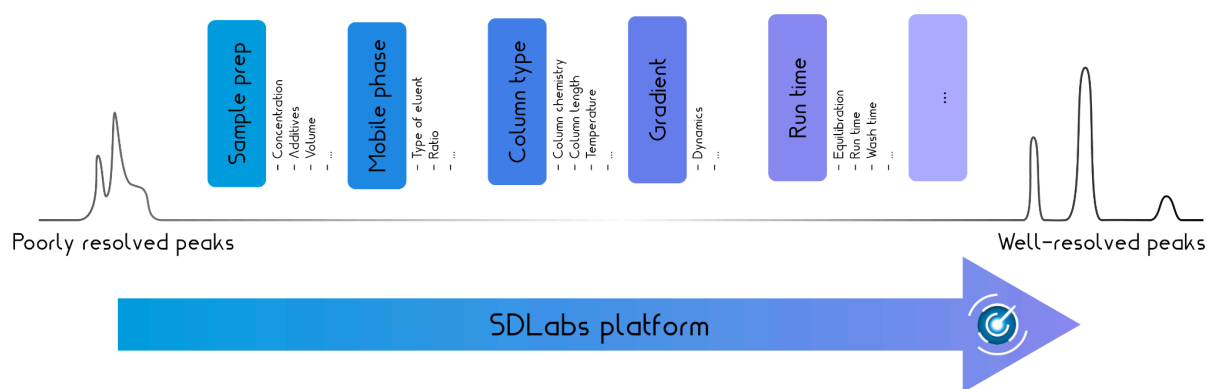 Sample prep
- Concentration
- Additives
- Volume
- ...
Mobile phase
- Type of eluent
- Ratio
- ...
Column type
- Column chemistry
- Column length
- Temperature
- ...
Gradient
- Dynamics
- ...
Run time
- Equilibration
- Run time
- Wash time
- ...
...
Poorly resolved peaks
Well-resolved peaks
SDLabs platform